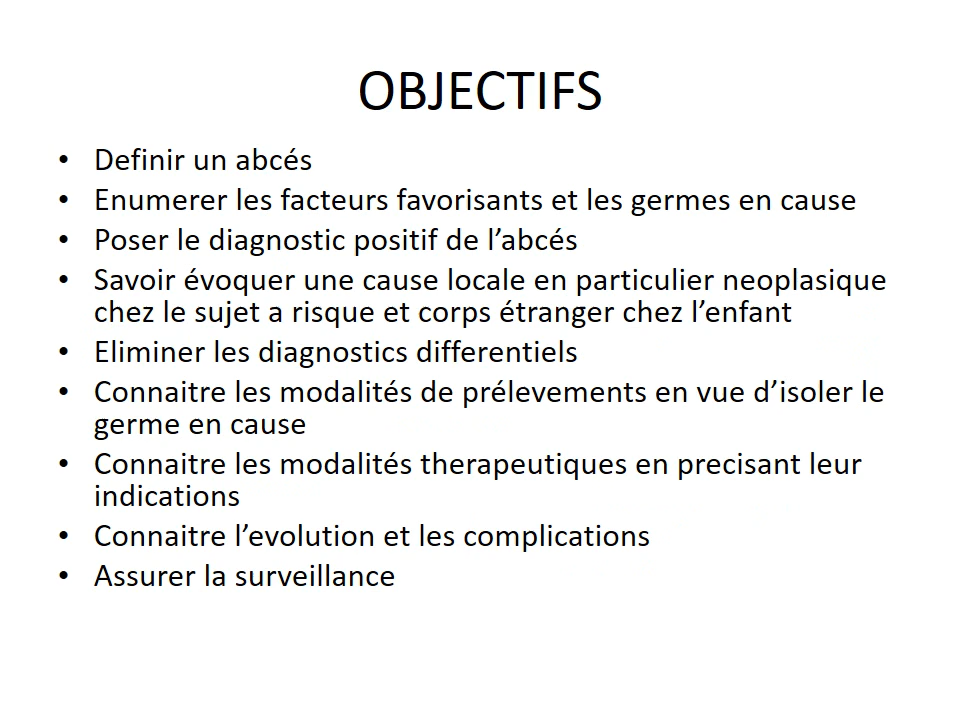 OBJECTIFS
• Definir un abcés
• Enumerer les facteurs favorisants et les germes en cause
• Poser le diagnostic positif de l’abcés
• Savoir évoquer une cause locale en particulier neoplasique
chez le sujet a risque et corps étranger chez l’enfant
• Eliminer les diagnostics differentiels
• Connaitre les modalités de prélevements en vue d’isoler le
germe en cause
• Connaitre les modalités therapeutiques en precisant leur
indications
• Connaitre l’evolution et les complications
• Assurer la surveillance